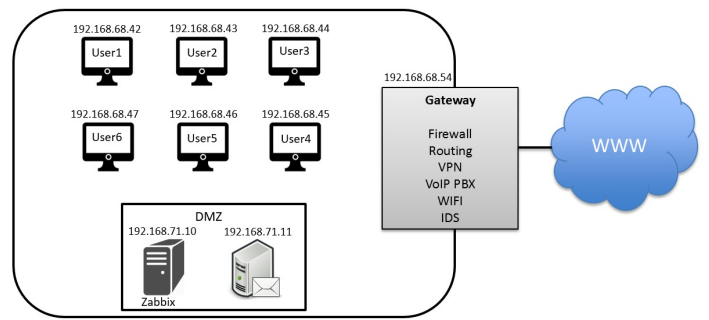 192.168.68.42 192.168.68.43 192.168.68.44
User1 User2 User3
192.168.68.54
192.168.68.47 192.168.68.46 192.168.68.45
User6 User5 User4
Gateway
Firewall
Routing
VPN
VoIP PBX
WIFI
IDS
WWW
DMZ
192.168.71.10 192.168.71.11
Zabbix